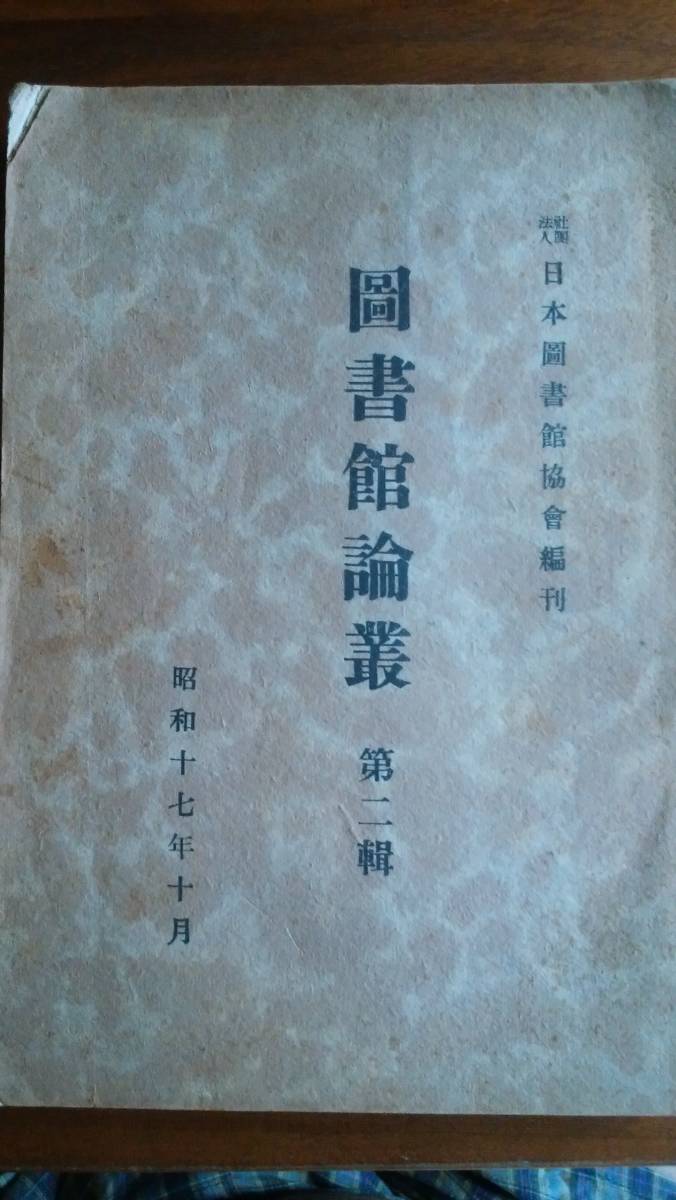 社團法人 日本圖書館協會編刊
圖書館論叢 第二輯
昭和十七年十月